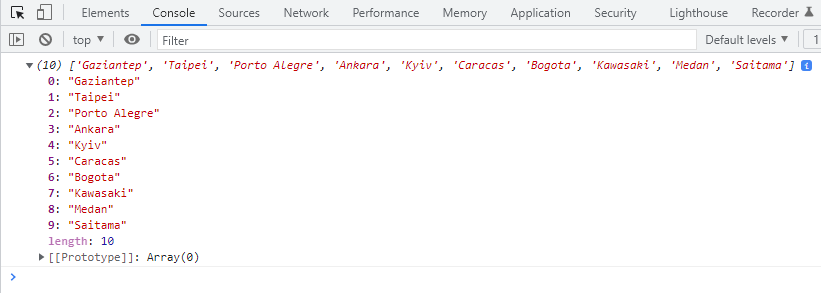 Elements Console Sources Network Performance Memory Application Security Lighthouse Recorder
top Filter Default levels 1
(10) ['Gaziantep', 'Taipei', 'Porto Alegre', 'Ankara', 'Kyiv', 'Caracas', 'Bogota', 'Kawasaki', 'Medan', 'Saitama'] i
0: "Gaziantep"
1: "Taipei"
2: "Porto Alegre"
3: "Ankara"
4: "Kyiv"
5: "Caracas"
6: "Bogota"
7: "Kawasaki"
8: "Medan"
9: "Saitama"
length: 10
[[Prototype]]: Array(0)